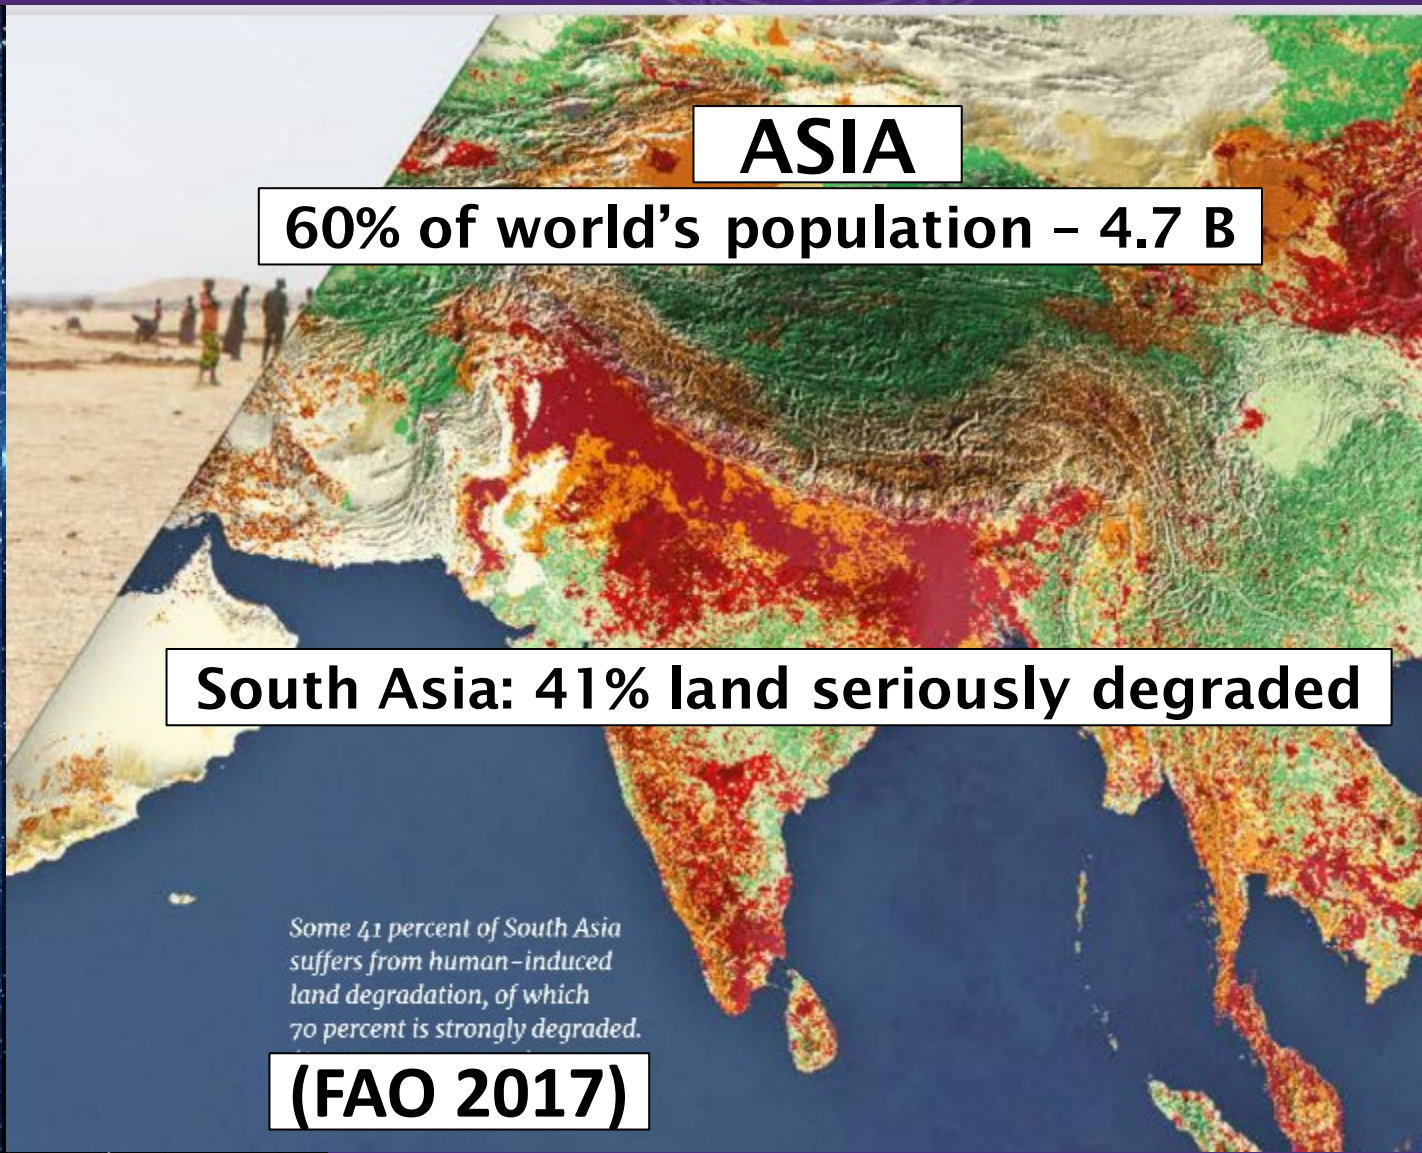 ASIA
60% of world’s population – 4.7 B
South Asia: 41% land seriously degraded
Some 41 percent of South Asia
suffers from human-induced
land degradation, of which
70 percent is strongly degraded.
(FAO 2017)